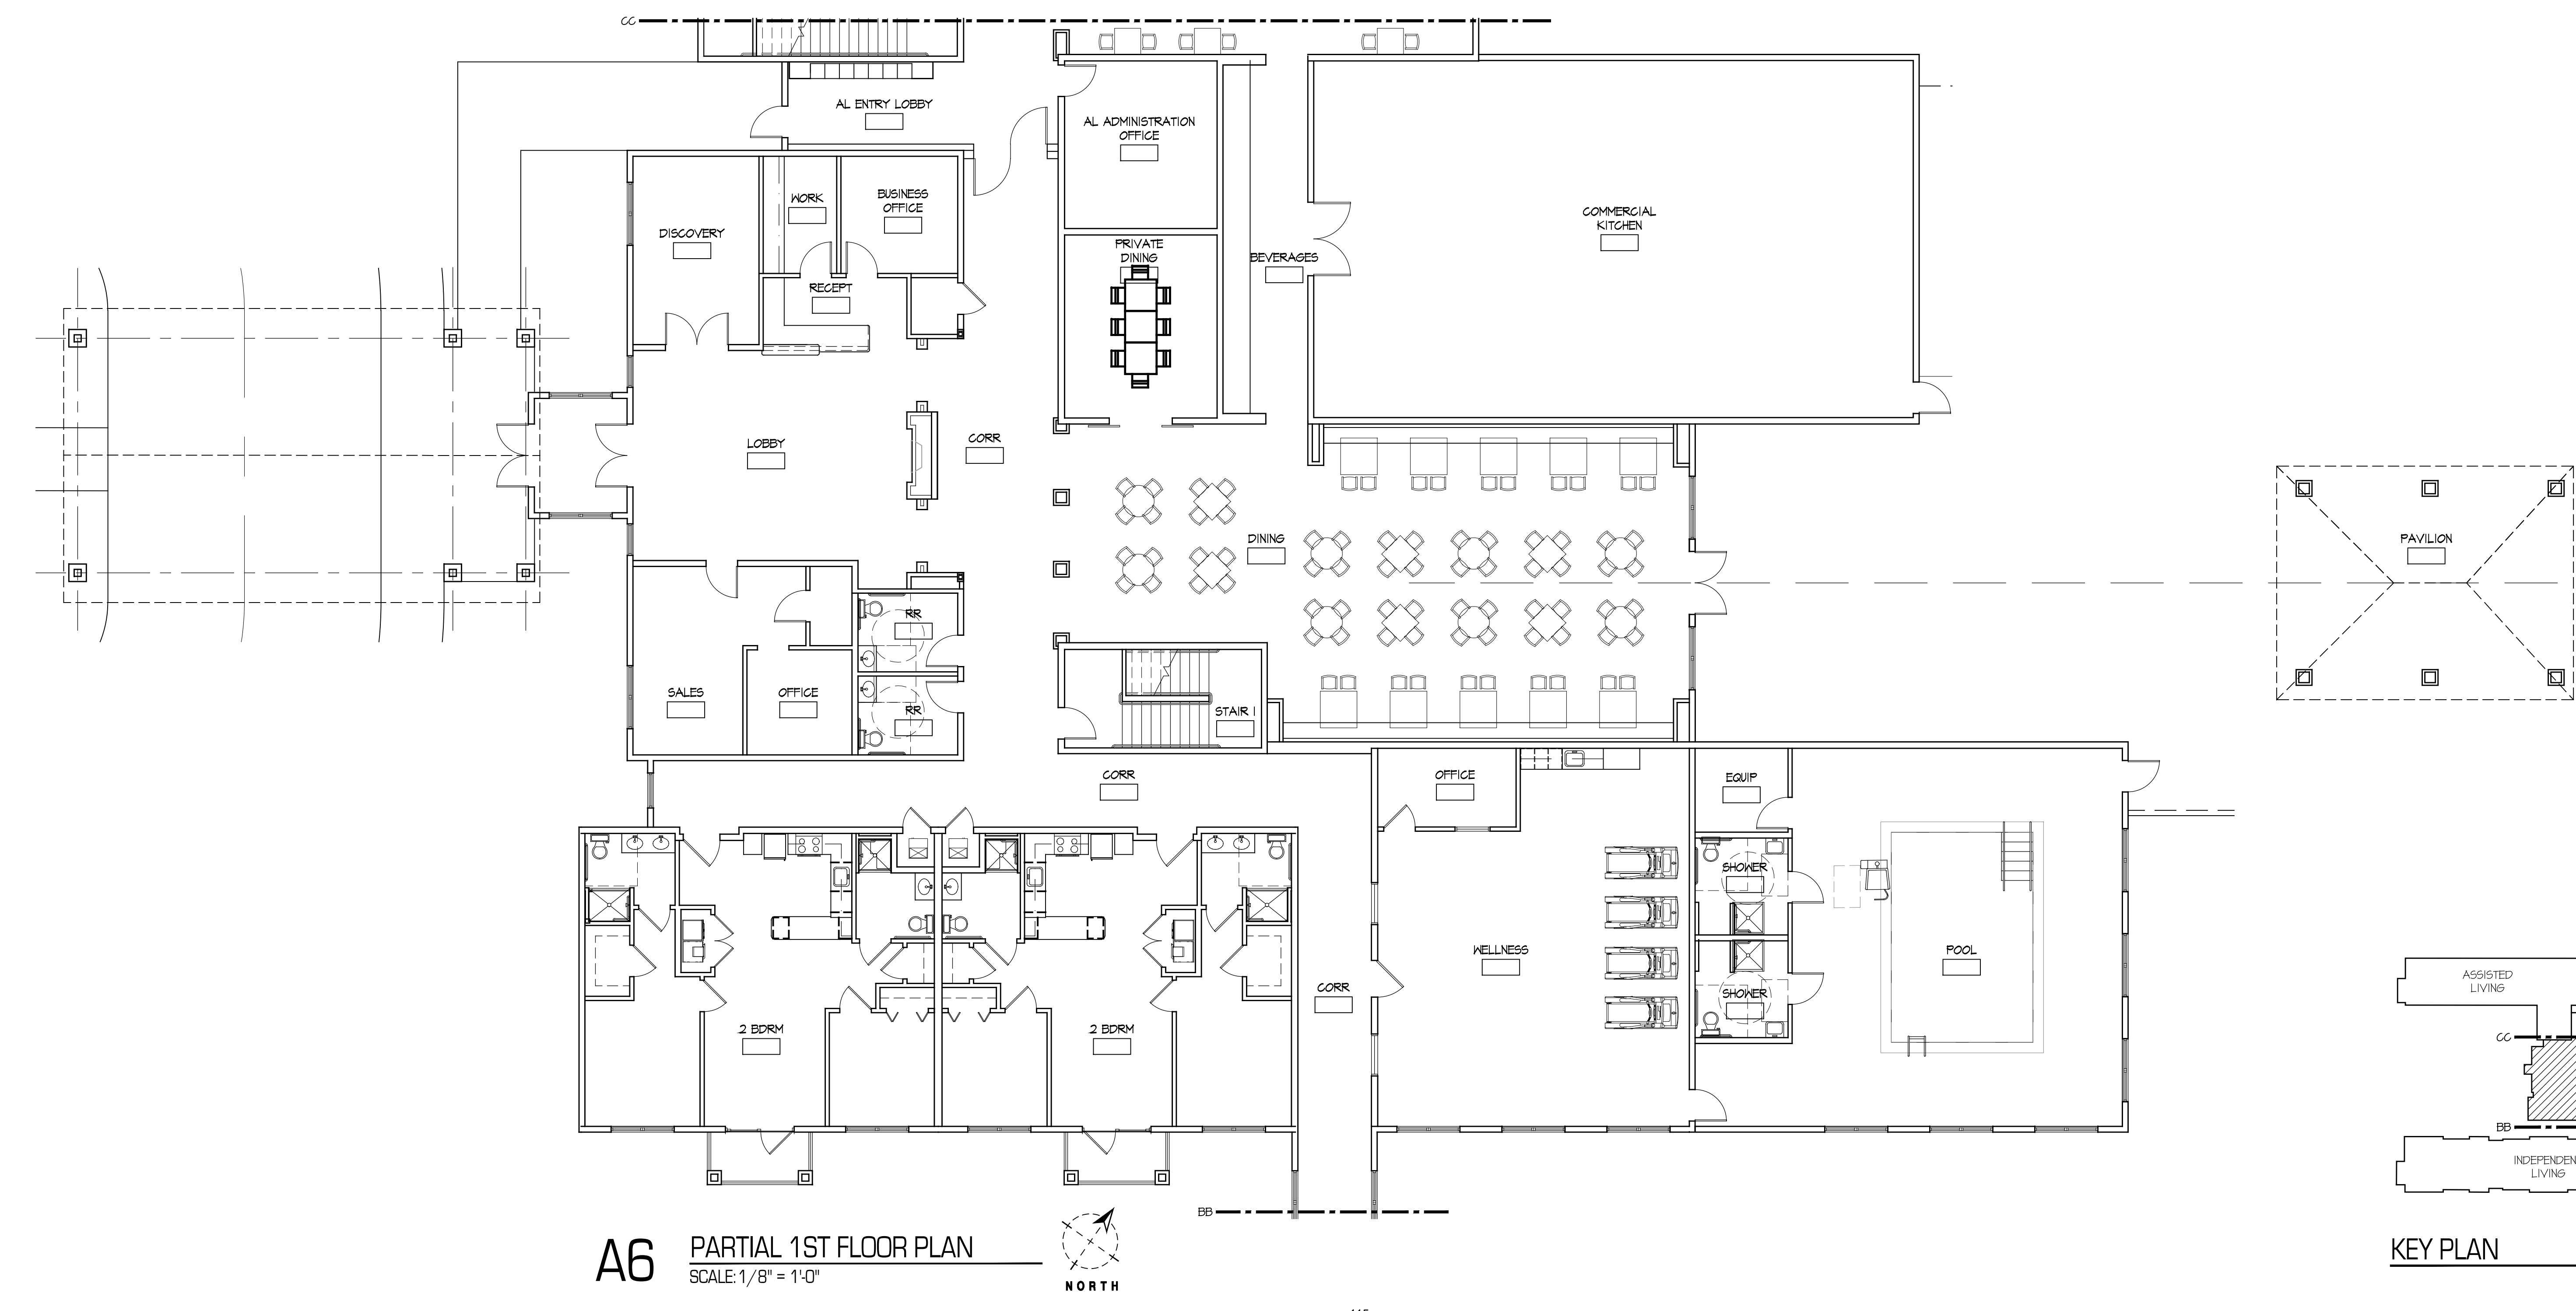 CC
AL ENTRY LOBBY
AL ADMINISTRATION
OFFICE
WORK
BUSINESS
OFFICE
DISCOVERY
COMMERCIAL
KITCHEN
PRIVATE
DINING
BEVERAGES
RECEPT
LOBBY
CORR
DINING
PAVILION
RR
SALES
OFFICE
RR
STAIR 1
CORR
OFFICE
EQUIP
SHOWER
WELLNESS
POOL
SHOWER
CORR
2 BDRM
2 BDRM
ASSISTED
LIVING
CC
BB
INDEPENDEN
LIVING
BB
A6
PARTIAL 1ST FLOOR PLAN
SCALE: 1/8" = 1'-0"
NORTH
KEY PLAN